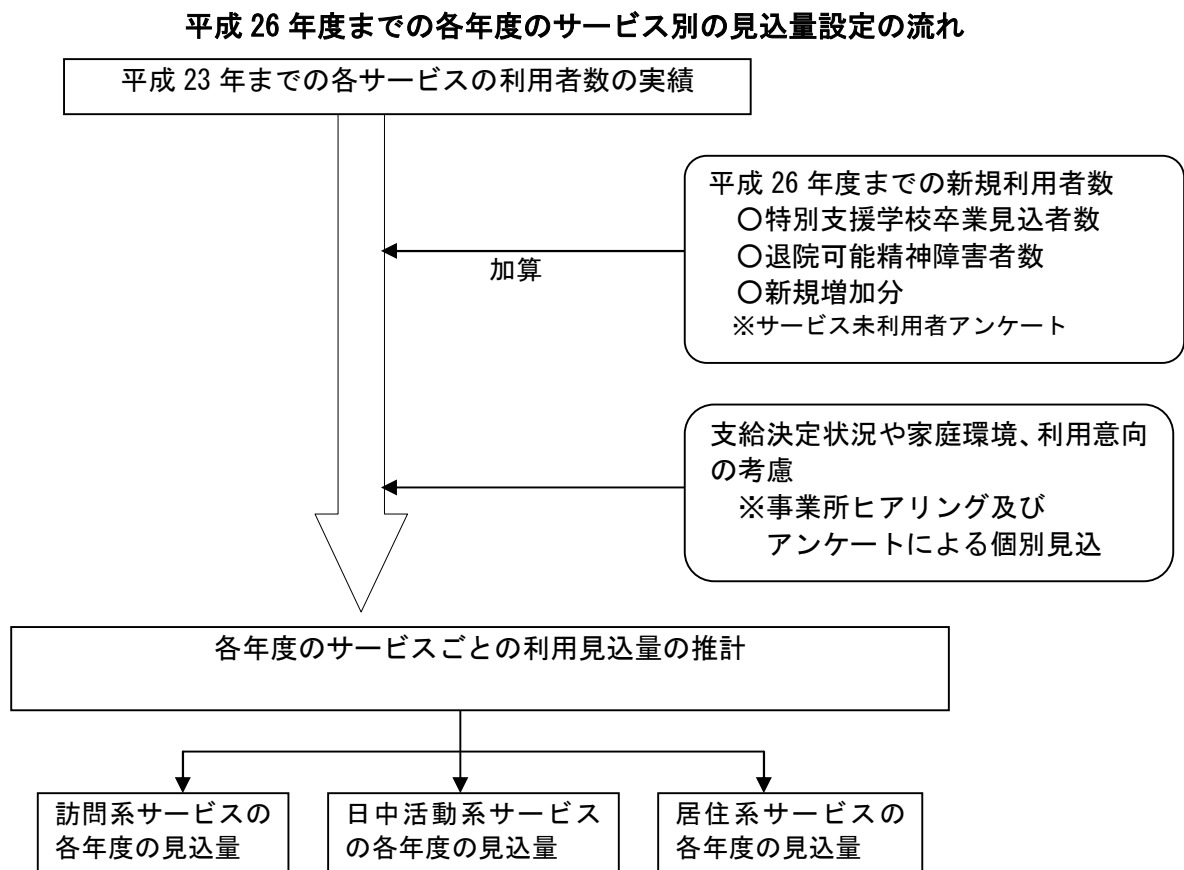 平成 26 年度までの各年度のサービス別の見込量設定の流れ
平成 23 年までの各サービスの利用者数の実績
平成 26 年度までの新規利用者数
○特別支援学校卒業見込者数
○退院可能精神障害者数
○新規増加分
※サービス未利用者アンケート
加算
支給決定状況や家庭環境、利用意向
の考慮
※事業所ヒアリング及び
アンケートによる個別見込
各年度のサービスごとの利用見込量の推計
訪問系サービスの
各年度の見込量
日中活動系サービス
の各年度の見込量
居住系サービスの
各年度の見込量